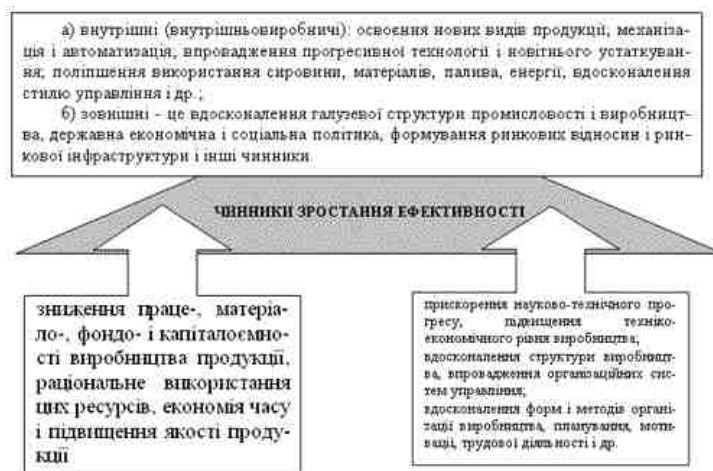 а) внутрішні (внутрішньовиробничі): освоєння нових видів продукції; механіза-
ція і автоматизація, впровадження прогресивної технології і новітнього устаткуван-
ня; поліпшення використання сировини, матеріалів, палива, енергії, вдосконалення
стилю управління і др.;
б) зовнішні – це вдосконалення галузевої структури промисловості і виробницт-
ва, державна економічна і соціальна політика, формування ринкових відносин і рин-
кової інфраструктури і інші чинники.
ЧИННИКИ ЗРОСТАННЯ ЕФЕКТИВНОСТІ
зниження праце-, матеріа-
ло-, фондо- і капіталоємно-
сті виробництва продукції,
раціональне використання
цих ресурсів, економія часу
і підвищення якості проду-
кції
прискорення науково-технічного про-
гресу, підвищення техніко-
економічного рівня виробництва;
вдосконалення структури виробницт-
ва, впровадження організаційних сис-
тем управління;
вдосконалення форм і методів органі-
зації виробництва, планування, моти-
вації, трудової діяльності і др.